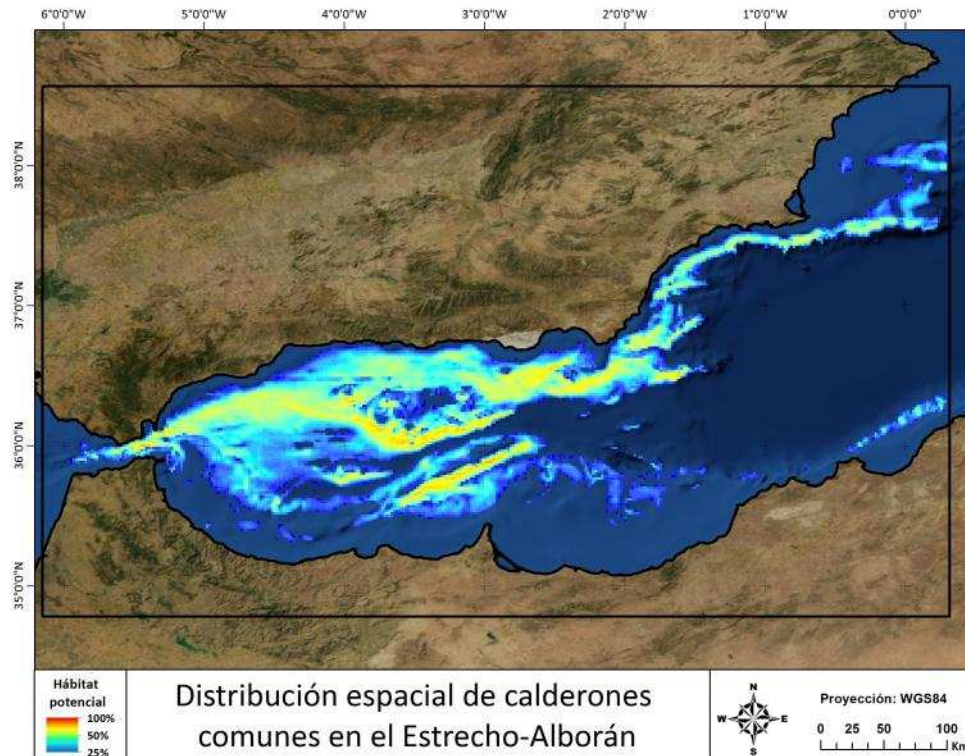 6°0'0"W 5°0'0"W 4°0'0"W 3°0'0"W 2°0'0"W 1°0'0"W 0°0'0"
38°0'0"N
37°0'0"N
36°0'0"N
35°0'0"N
Hábitat
potencial
100%
50%
25%
Distribución espacial de calderones
comunes en el Estrecho-Alborán
N
W E
S
Proyección: WGS84
0 25 50 100
Km